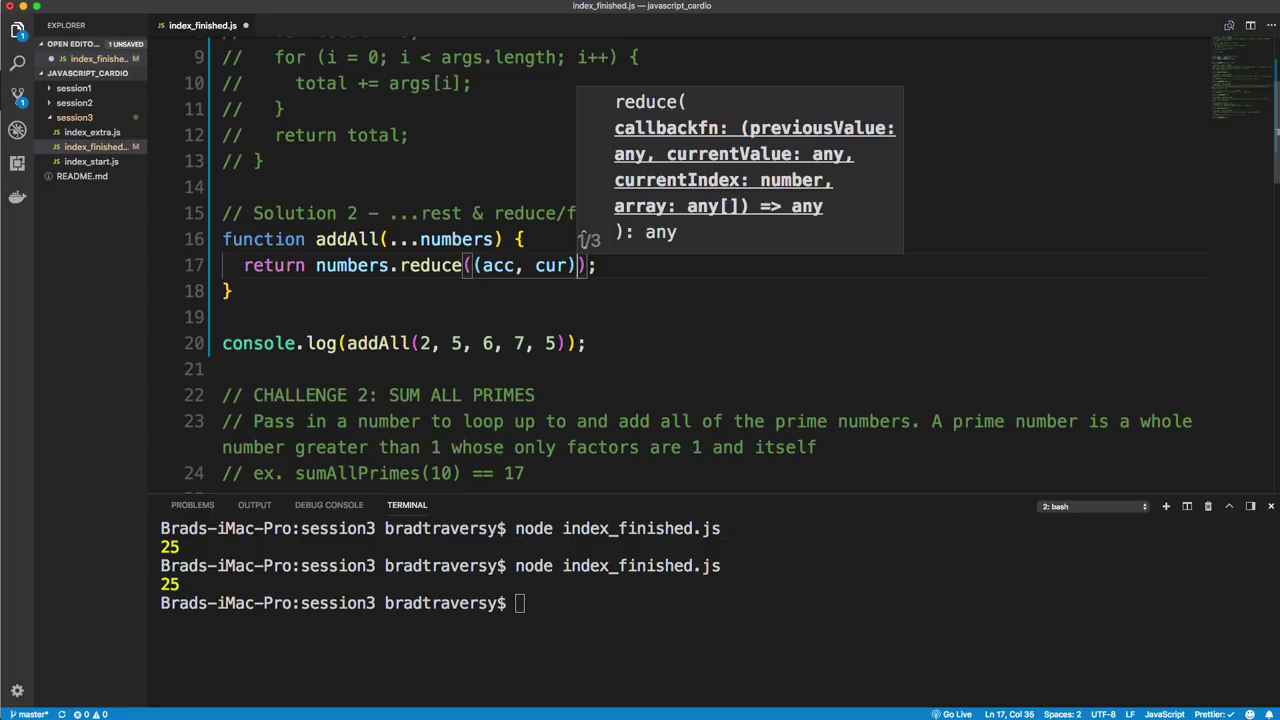 index_finished.js — javascript_cardio
EXPLORER
index_finished.js
OPEN EDITO... 1 UNSAVED
index_finishe... M
JAVASCRIPT_CARDIO
session1
session2
session3
index_extra.js
index_finished... M
index_start.js
README.md
1
1
9 // for (i = 0; i < args.length; i++) {
10 // total += args[i];
11 // }
12 // return total;
13 // }
14
15 // Solution 2 - ...rest & reduce/f
16 function addAll(...numbers) {
17 return numbers.reduce((acc, cur));
18 }
19
20 console.log(addAll(2, 5, 6, 7, 5));
21
22 // CHALLENGE 2: SUM ALL PRIMES
23 // Pass in a number to loop up to and add all of the prime numbers. A prime number is a whole
number greater than 1 whose only factors are 1 and itself
24 // ex. sumAllPrimes(10) == 17
reduce(
callbackfn: (previousValue:
any, currentValue: any,
currentIndex: number,
array: any[]) => any
): any
1/3
PROBLEMS OUTPUT DEBUG CONSOLE TERMINAL 2: bash
Brads-iMac-Pro:session3 bradtraversy$ node index_finished.js
25
Brads-iMac-Pro:session3 bradtraversy$ node index_finished.js
25
Brads-iMac-Pro:session3 bradtraversy$
master* 0 0 Go Live Ln 17, Col 35 Spaces: 2 UTF-8 LF JavaScript Prettier: ✓